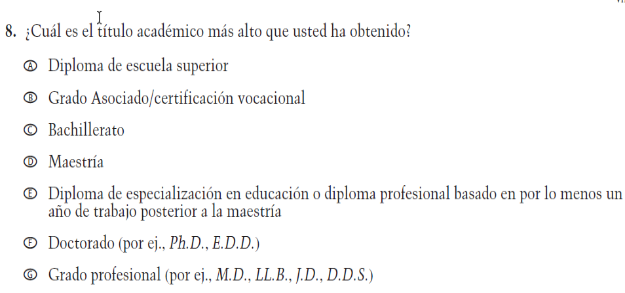 8. ¿Cuál es el título académico más alto que usted ha obtenido?
Ⓐ Diploma de escuela superior
Ⓑ Grado Asociado/certificación vocacional
Ⓒ Bachillerato
Ⓓ Maestría
Ⓔ Diploma de especialización en educación o diploma profesional basado en por lo menos un
año de trabajo posterior a la maestría
Ⓕ Doctorado (por ej., Ph.D., E.D.D.)
Ⓖ Grado profesional (por ej., M.D., LL.B., J.D., D.D.S.)